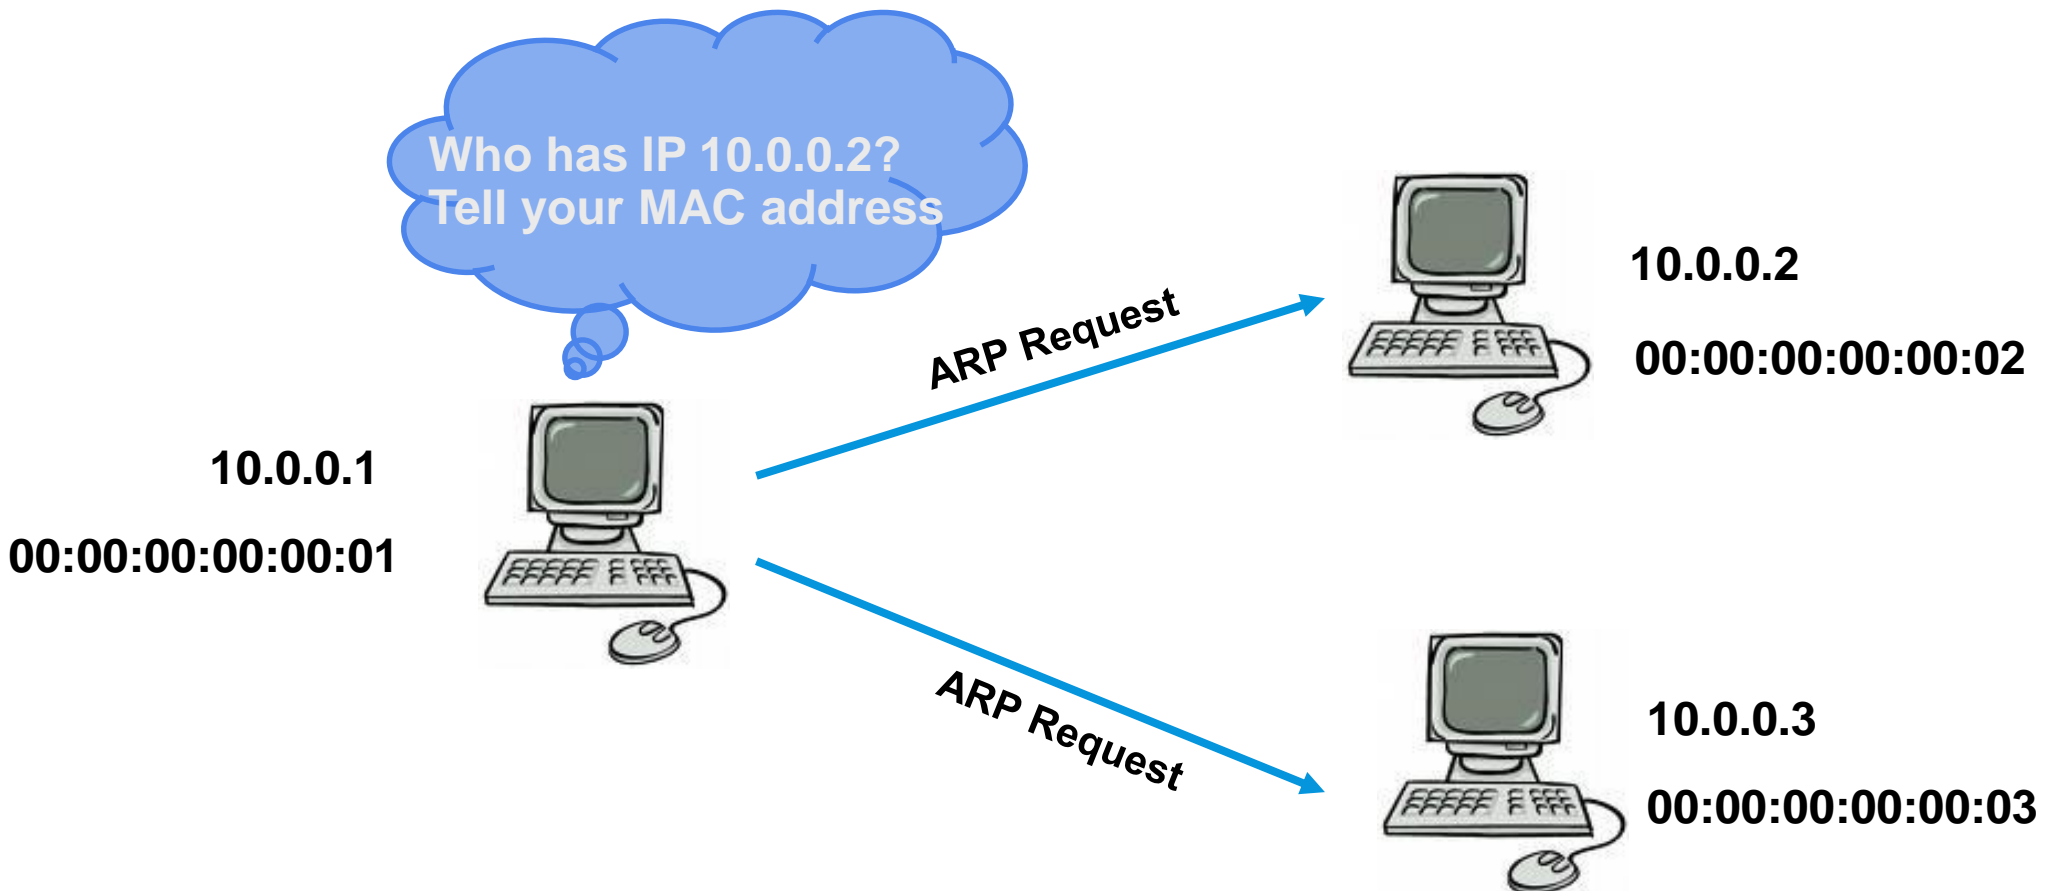 Who has IP 10.0.0.2?
Tell your MAC address
10.0.0.1
00:00:00:00:00:01
ARP Request
ARP Request
10.0.0.2
00:00:00:00:00:02
10.0.0.3
00:00:00:00:00:03